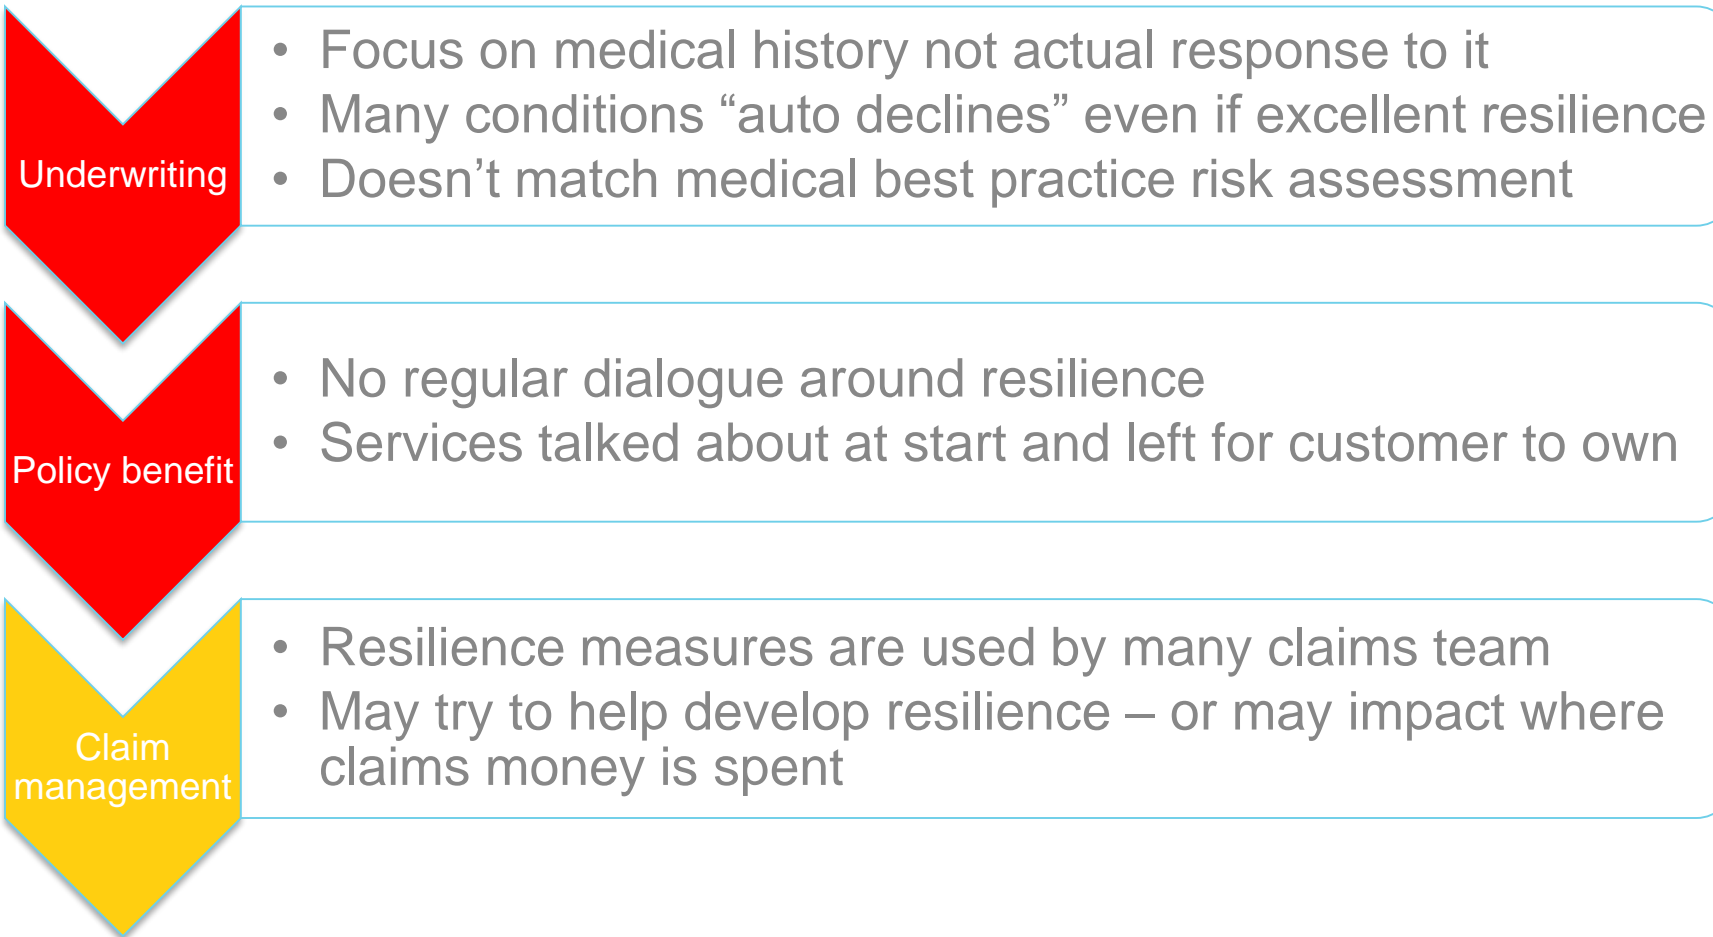 Underwriting
• Focus on medical history not actual response to it
• Many conditions “auto declines” even if excellent resilience
• Doesn’t match medical best practice risk assessment
Policy benefit
• No regular dialogue around resilience
• Services talked about at start and left for customer to own
Claim
management
• Resilience measures are used by many claims team
• May try to help develop resilience – or may impact where
claims money is spent